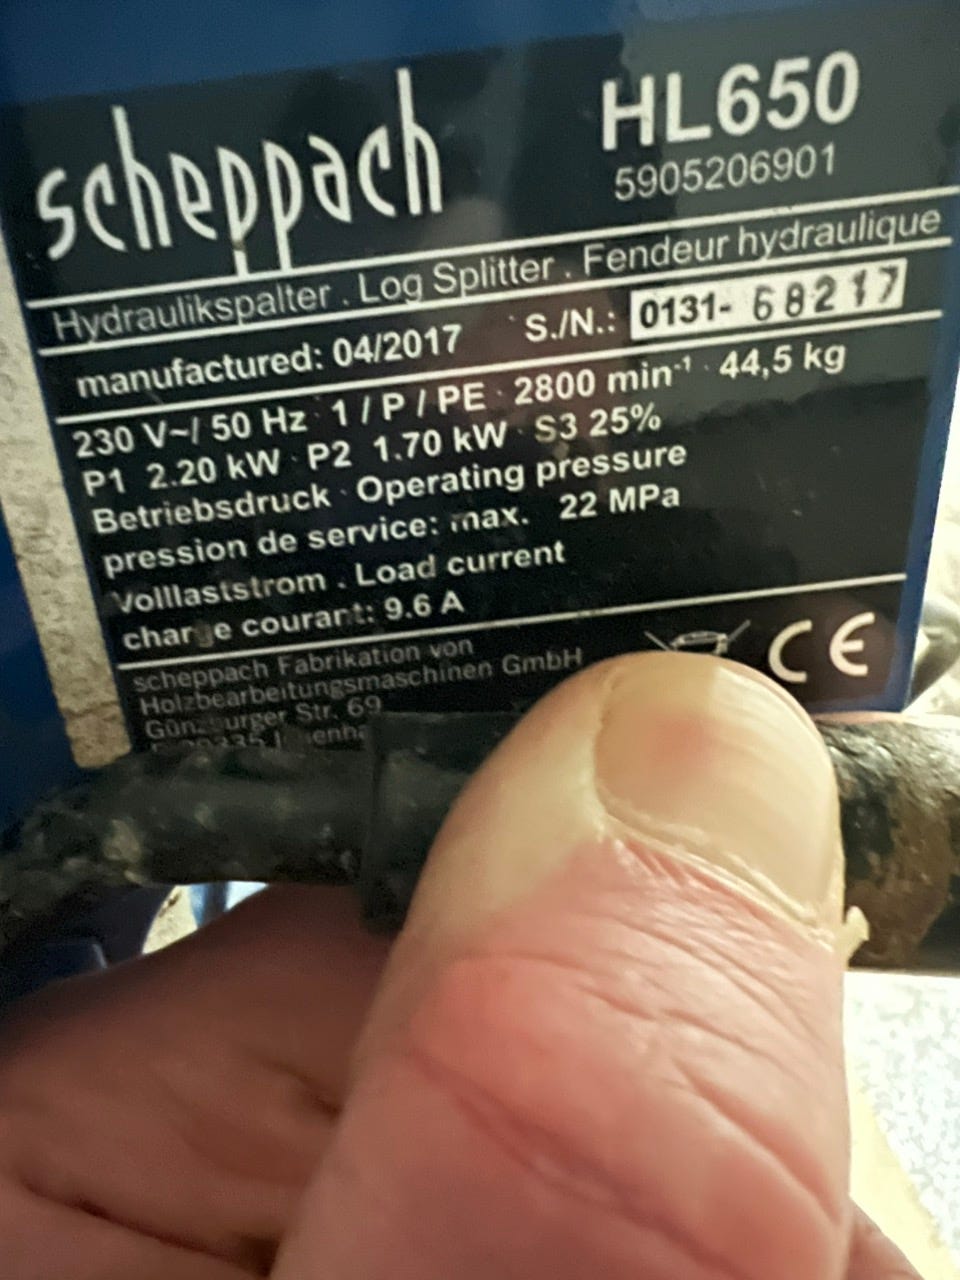 scheppach
HL650
5905206901
Hydraulikspalter . Log Splitter . Fendeur hydraulique
manufactured: 04/2017 S./N.: 0131- 68217
230 V~/ 50 Hz · 1 / P / PE · 2800 min⁻¹ · 44,5 kg
P1 2.20 kW · P2 1.70 kW · S3 25%
Betriebsdruck · Operating pressure
pression de service: max. 22 MPa
Volllaststrom . Load current
charge courant: 9.6 A
scheppach Fabrikation von
Holzbearbeitungsmaschinen GmbH
Günzburger Str. 69
CE